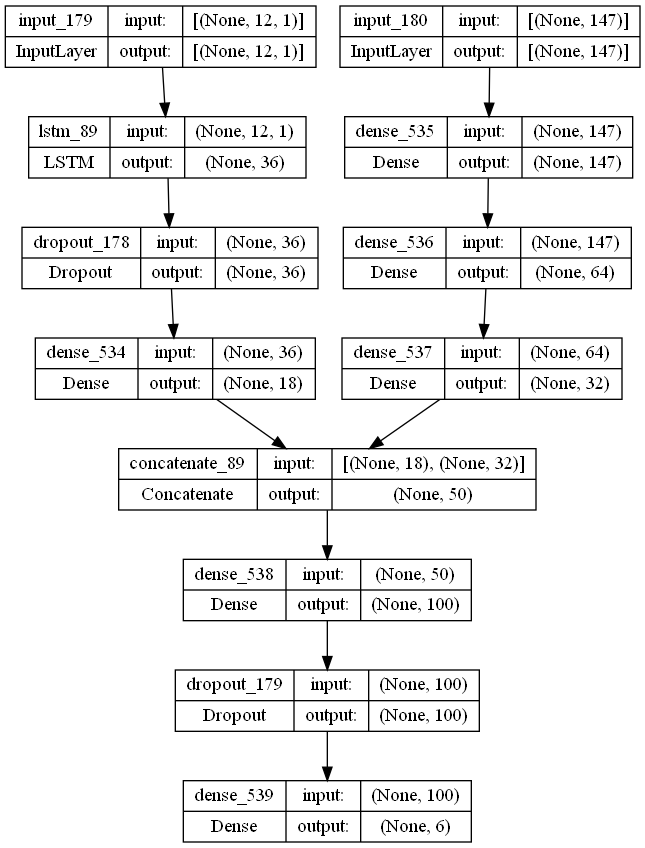 input_179 input: [(None, 12, 1)]
InputLayer output: [(None, 12, 1)]
input_180 input: [(None, 147)]
InputLayer output: [(None, 147)]
lstm_89 input: (None, 12, 1)
LSTM output: (None, 36)
dense_535 input: (None, 147)
Dense output: (None, 147)
dropout_178 input: (None, 36)
Dropout output: (None, 36)
dense_536 input: (None, 147)
Dense output: (None, 64)
dense_534 input: (None, 36)
Dense output: (None, 18)
dense_537 input: (None, 64)
Dense output: (None, 32)
concatenate_89 input: [(None, 18), (None, 32)]
Concatenate output: (None, 50)
dense_538 input: (None, 50)
Dense output: (None, 100)
dropout_179 input: (None, 100)
Dropout output: (None, 100)
dense_539 input: (None, 100)
Dense output: (None, 6)